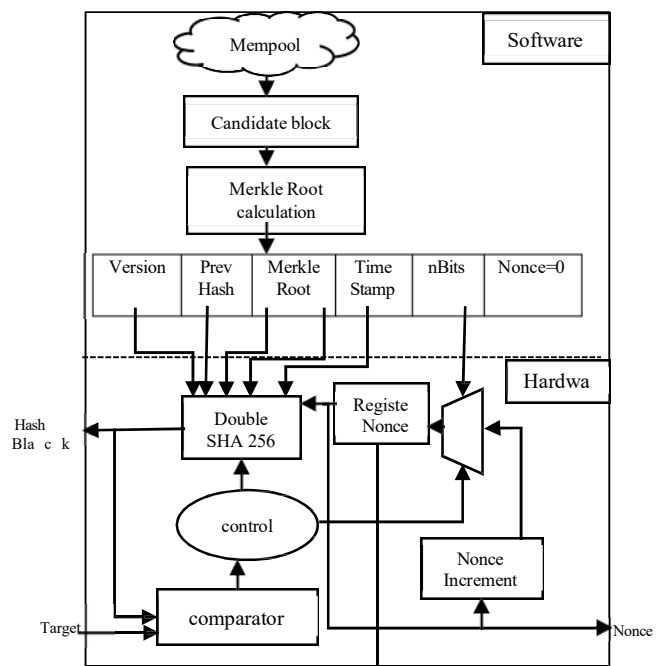 Mempool
Software
Candidate block
Merkle Root
calculation
Version
Prev
Hash
Merkle
Root
Time
Stamp
nBits
Nonce=0
Hardwa
Double
SHA 256
Registe
Nonce
Hash
Bla c k
control
Nonce
Increment
comparator
Target
Nonce